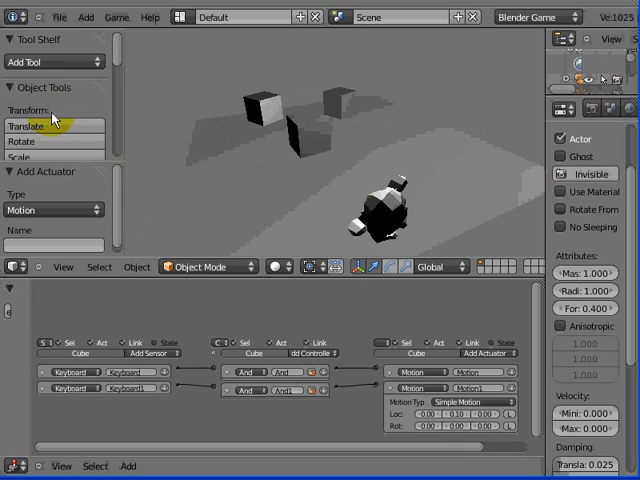 File Add Game Help Default Scene Blender Game Ve:1025
Tool Shelf
Add Tool
Object Tools
Transform:
Translate
Rotate
Scale
Add Actuator
Type
Motion
Name
View Select Object Object Mode Global
S Sel Act Link State
Cube Add Sensor
Keyboard Keyboard
Keyboard Keyboard1
C Sel Act Link
Cube dd Controlle
And And
And And1
Sel Act Link State
Cube Add Actuator
Motion Motion
Motion Motion1
Motion Typ Simple Motion
Loc: 0.00 0.10 0.00 L
Rot: 0.00 0.00 0.00 L
View Select Add
View
Actor
Ghost
Invisible
Use Material
Rotate From
No Sleeping
Attributes:
Mas: 1.000
Radi: 1.000
For: 0.400
Anisotropic
1.000
1.000
1.000
Velocity:
Mini: 0.000
Max: 0.000
Damping:
Transla: 0.025